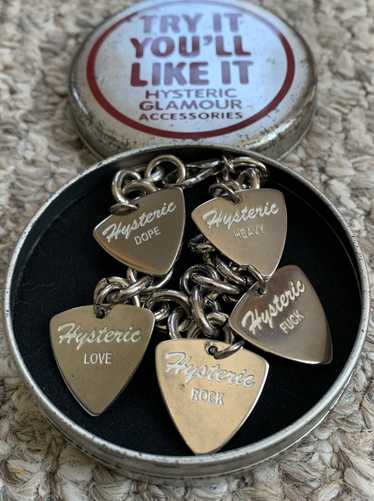 TRY IT
YOU'LL
LIKE IT
HYSTERIC
GLAMOUR
ACCESSORIES
Hysteric
DOPE
Hysteric
HEAVY
Hysteric
FUCK
Hysteric
LOVE
Hysteric
ROCK